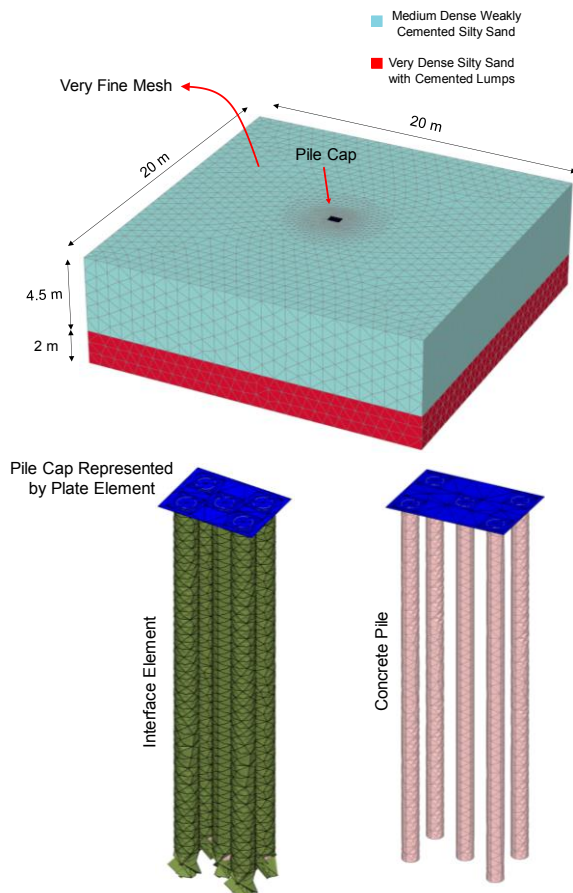 Medium Dense Weakly
Cemented Silty Sand
Very Dense Silty Sand
with Cemented Lumps
Very Fine Mesh
20 m
20 m
Pile Cap
4.5 m
2 m
Pile Cap Represented
by Plate Element
Interface Element
Concrete Pile